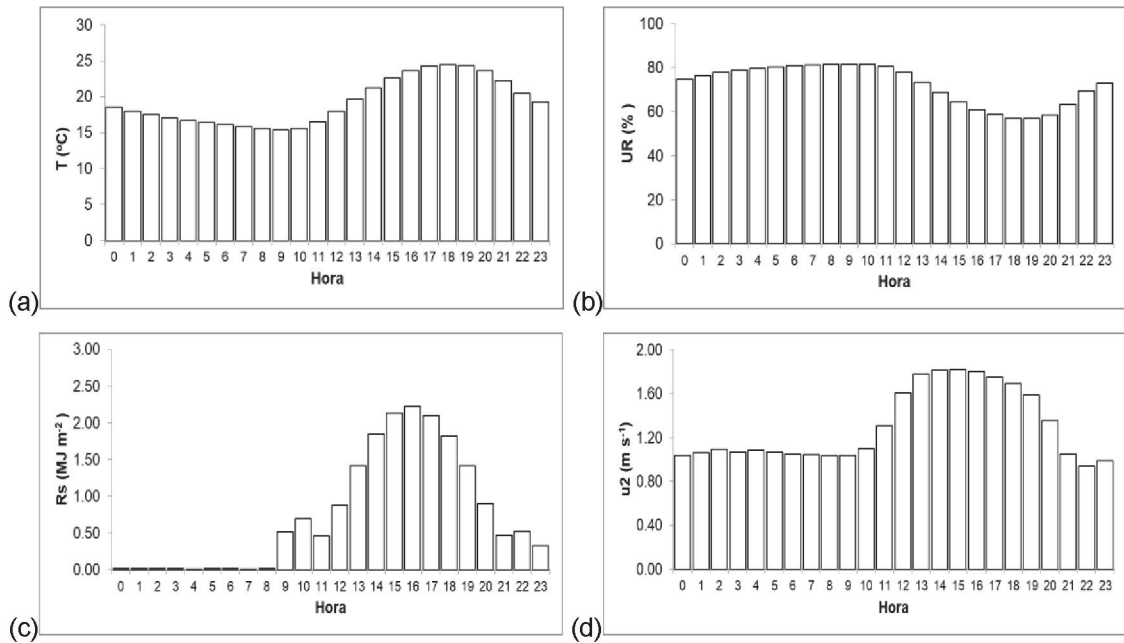 30
25
20
15
10
5
0
T (ºC)
0 1 2 3 4 5 6 7 8 9 10 11 12 13 14 15 16 17 18 19 20 21 22 23
Hora
(a)
100
80
60
40
20
0
UR (% )
0 1 2 3 4 5 6 7 8 9 10 11 12 13 14 15 16 17 18 19 20 21 22 23
Hora
(b)
3.00
2.50
2.00
1.50
1.00
0.50
0.00
Rs (MJ m⁻² )
0 1 2 3 4 5 6 7 8 9 10 11 12 13 14 15 16 17 18 19 20 21 22 23
Hora
(c)
2.00
1.60
1.20
0.80
0.40
0.00
u2 (m s⁻¹)
0 1 2 3 4 5 6 7 8 9 10 11 12 13 14 15 16 17 18 19 20 21 22 23
Hora
(d)